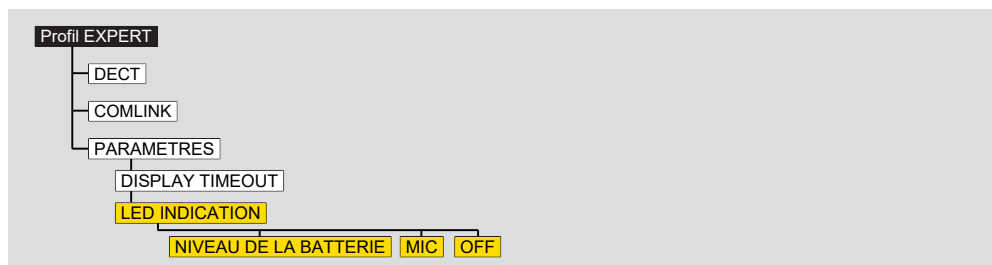 Profil EXPERT
DECT
COMLINK
PARAMETRES
DISPLAY TIMEOUT
LED INDICATION
NIVEAU DE LA BATTERIE MIC OFF